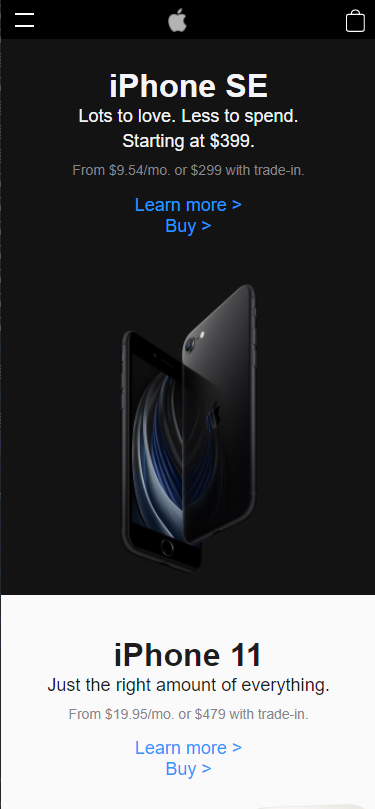 iPhone SE
Lots to love. Less to spend.
Starting at $399.
From $9.54/mo. or $299 with trade-in.
Learn more >
Buy >
iPhone 11
Just the right amount of everything.
From $19.95/mo. or $479 with trade-in.
Learn more >
Buy >